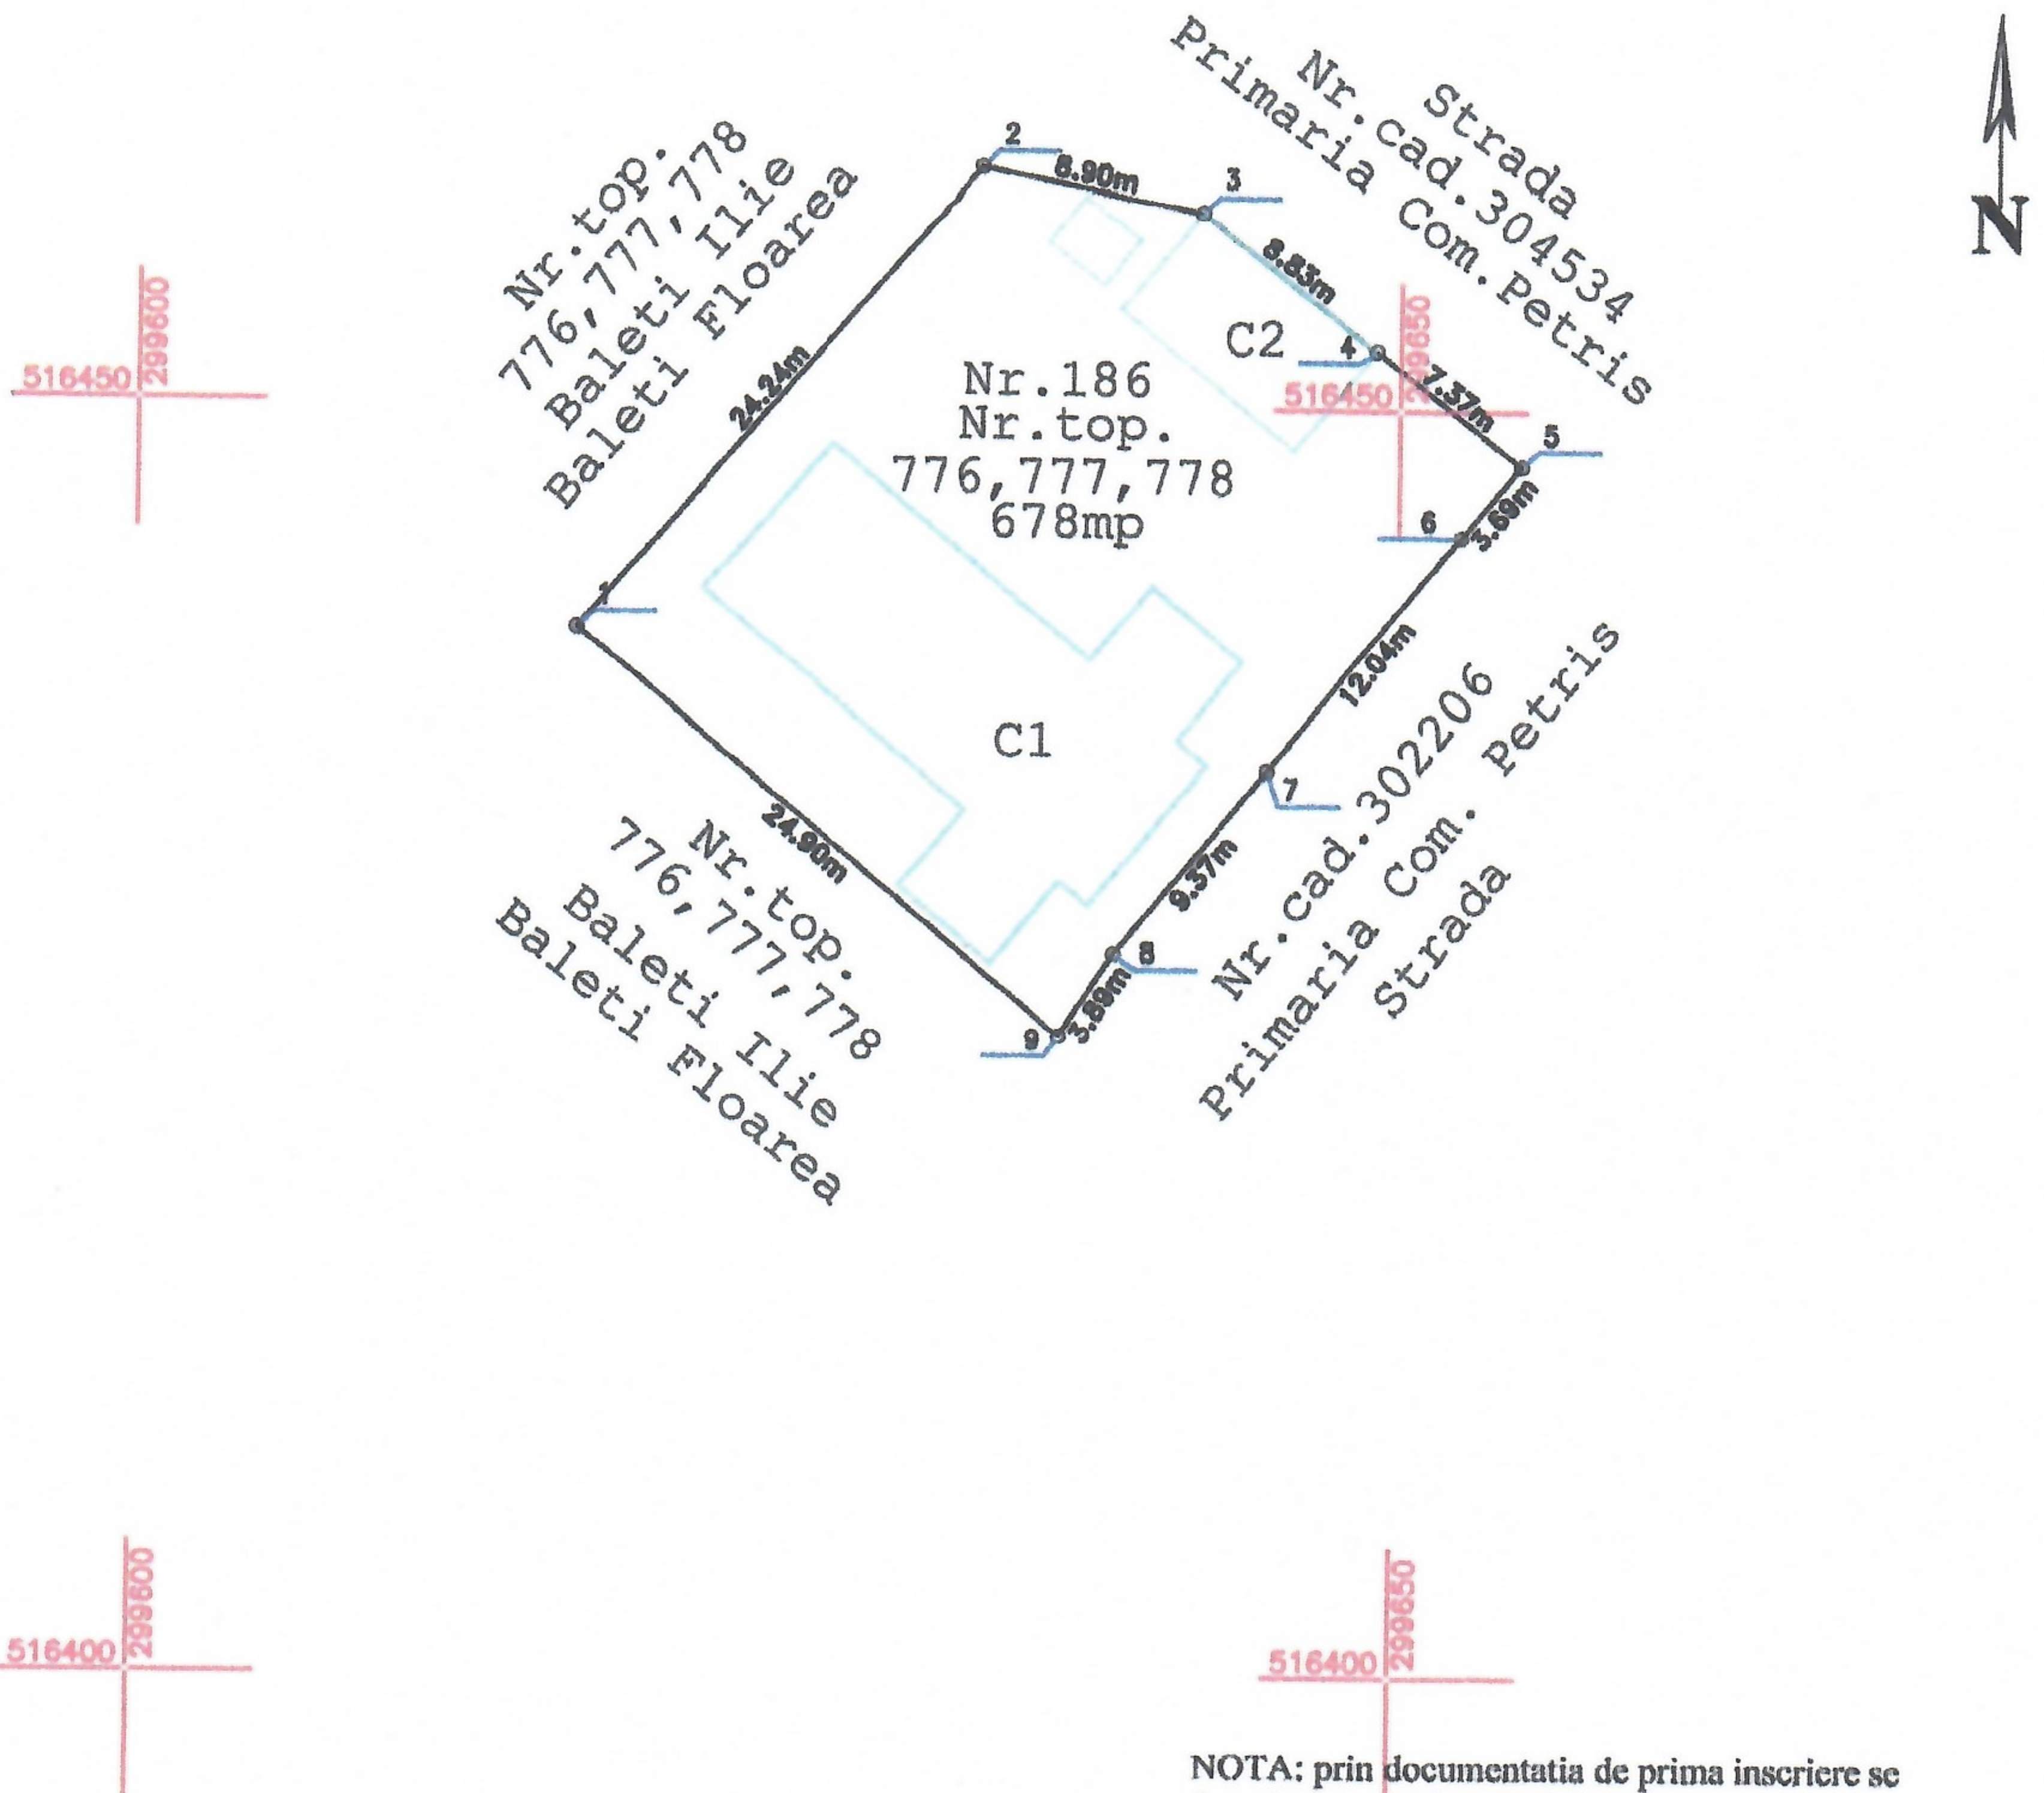 Strada
Nr.cad.304534
Primaria Com.Petris
N
Nr.top.
776,777,778
Baleti Ilie
Baleti Floarea
2
8.90m
3
8.83m
4
7.37m
5
3.69m
6
12.04m
7
9.37m
8
3.89m
9
24.90m
1
24.24m
C2
Nr.186
Nr.top.
776,777,778
678mp
C1
516450
299600
516450
299650
Nr.top.
776,777,778
Baleti Ilie
Baleti Floarea
Nr.cad.302206
Primaria Com. Petris
Strada
516400
299600
516400
299650
NOTA: prin documentatia de prima inscriere se